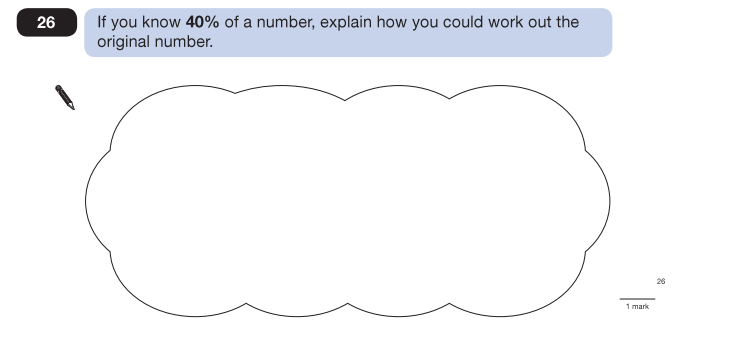 26
If you know 40% of a number, explain how you could work out the
original number.
26
1 mark